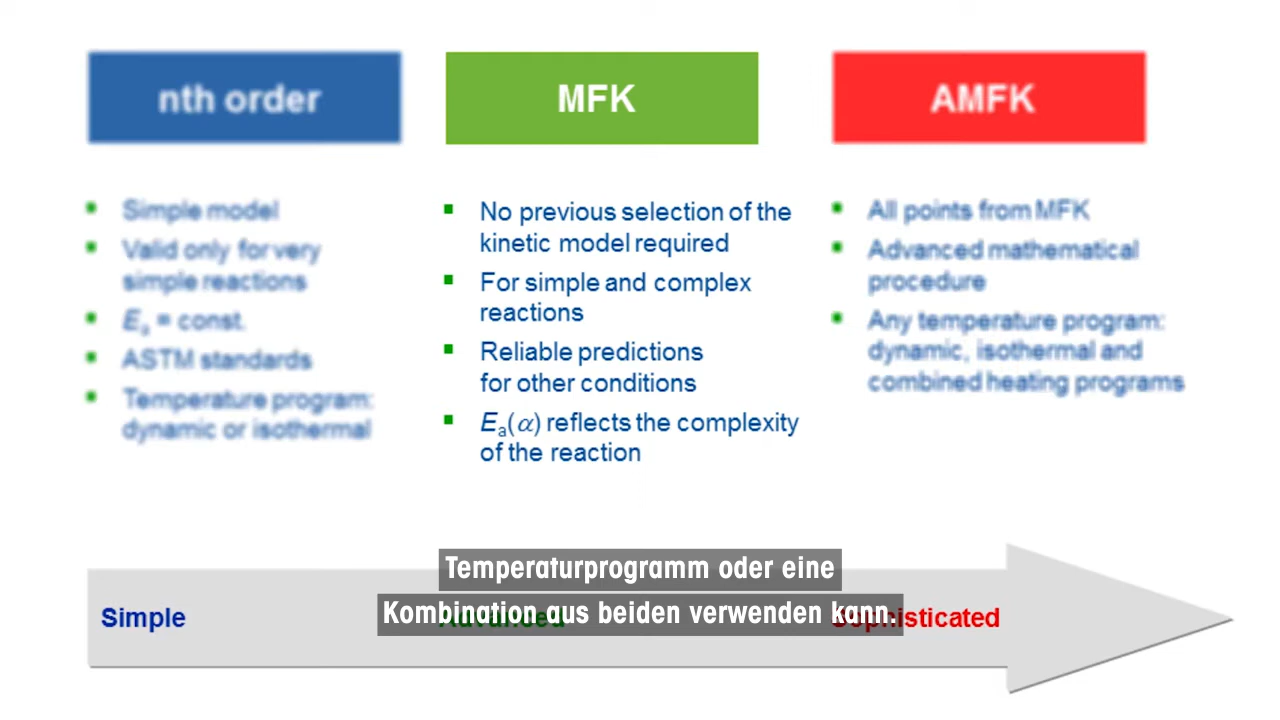 nth order
Simple model
Valid only for very
simple reactions
Ea = const.
ASTM standards
Temperature program:
dynamic or isothermal
MFK
No previous selection of the
kinetic model required
For simple and complex
reactions
Reliable predictions
for other conditions
Ea(α) reflects the complexity
of the reaction
AMFK
All points from MFK
Advanced mathematical
procedure
Any temperature program:
dynamic, isothermal and
combined heating programs
Simple
Advanced
Sophisticated
Temperaturprogramm oder eine
Kombination aus beiden verwenden kann.